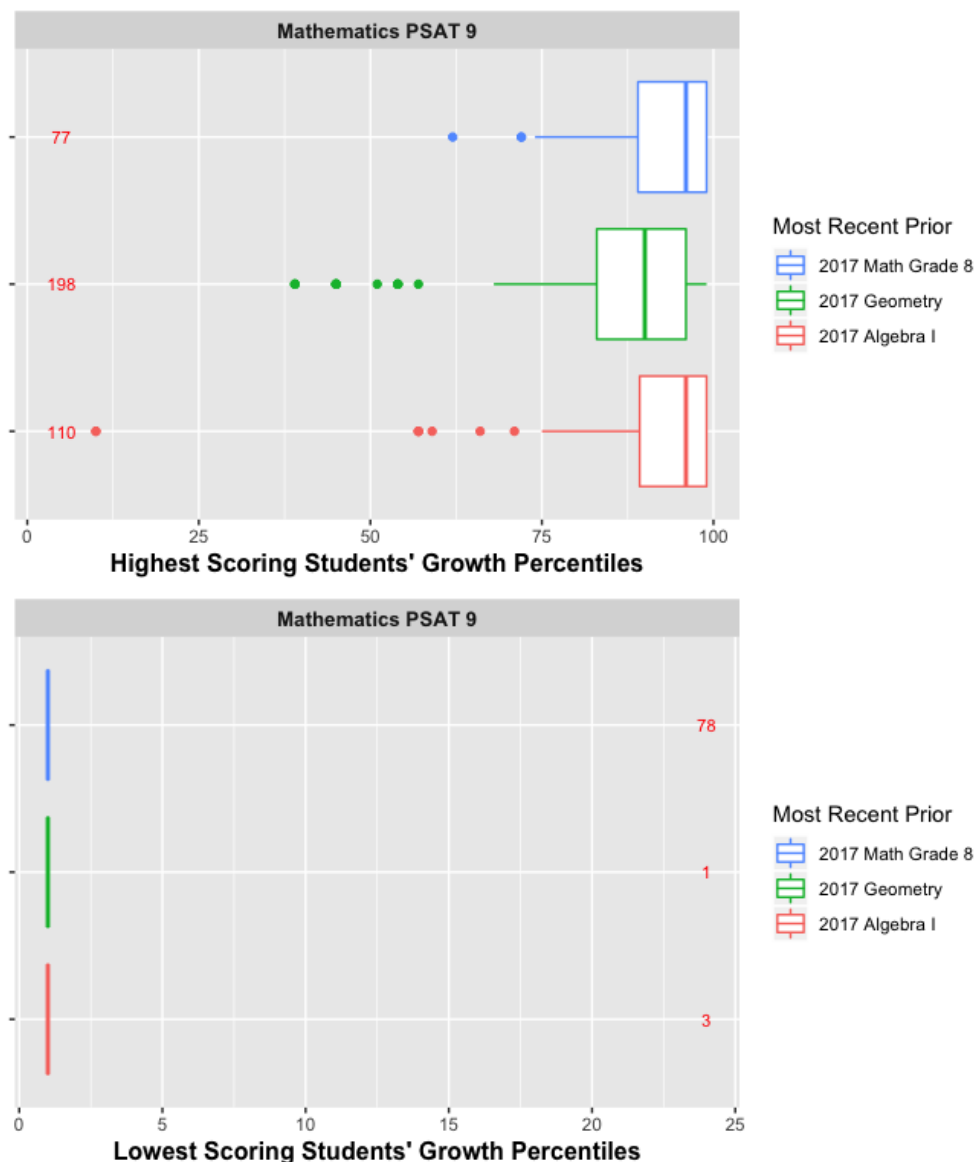 Mathematics PSAT 9
77
198
110
0 25 50 75 100
Highest Scoring Students' Growth Percentiles
Most Recent Prior
2017 Math Grade 8
2017 Geometry
2017 Algebra I
Mathematics PSAT 9
78
1
3
0 5 10 15 20 25
Lowest Scoring Students' Growth Percentiles
Most Recent Prior
2017 Math Grade 8
2017 Geometry
2017 Algebra I